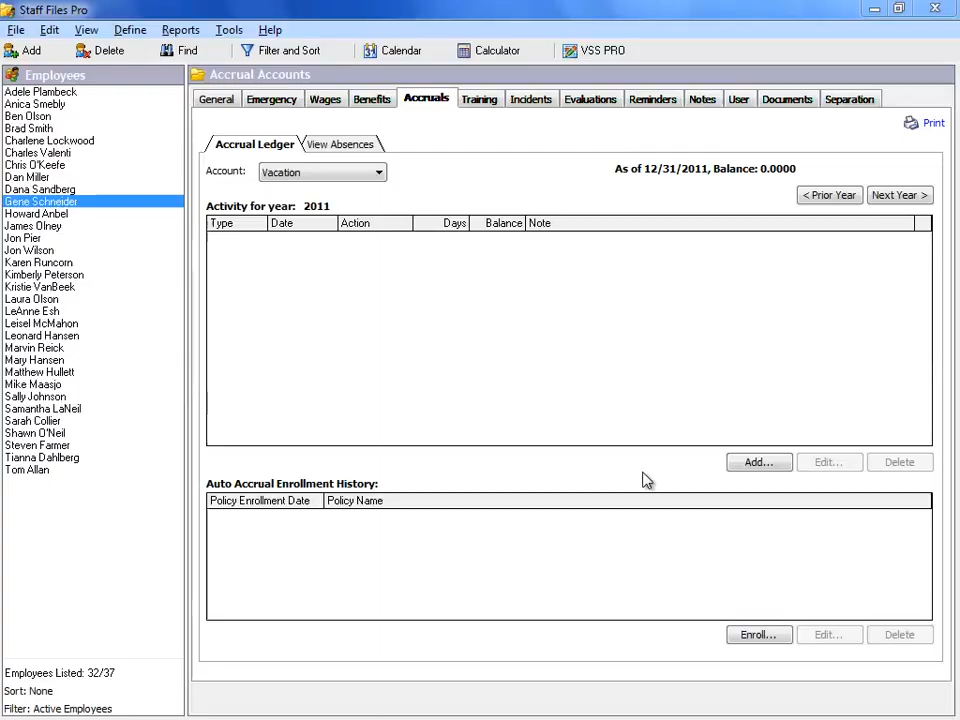 Staff Files Pro
File Edit View Define Reports Tools Help
Add Delete Find Filter and Sort Calendar Calculator VSS PRO
Employees
Adele Plambeck
Anica Smebly
Ben Olson
Brad Smith
Charlene Lockwood
Charles Valenti
Chris O'Keefe
Dan Miller
Dana Sandberg
Gene Schneider
Howard Anbel
James Olney
Jon Pier
Jon Wilson
Karen Runcorn
Kimberly Peterson
Kristie VanBeek
Laura Olson
LeAnne Esh
Leisel McMahon
Leonard Hansen
Marvin Reick
Mary Hansen
Matthew Hullett
Mike Maasjo
Sally Johnson
Samantha LaNeil
Sarah Collier
Shawn O'Neil
Steven Farmer
Tianna Dahlberg
Tom Allan
Employees Listed: 32/37
Sort: None
Filter: Active Employees
Accrual Accounts
General Emergency Wages Benefits Accruals Training Incidents Evaluations Reminders Notes User Documents Separation
Print
Accrual Ledger View Absences
Account: Vacation As of 12/31/2011, Balance: 0.0000
< Prior Year Next Year >
Activity for year: 2011
Type Date Action Days Balance Note
Add... Edit... Delete
Auto Accrual Enrollment History:
Policy Enrollment Date Policy Name
Enroll... Edit... Delete